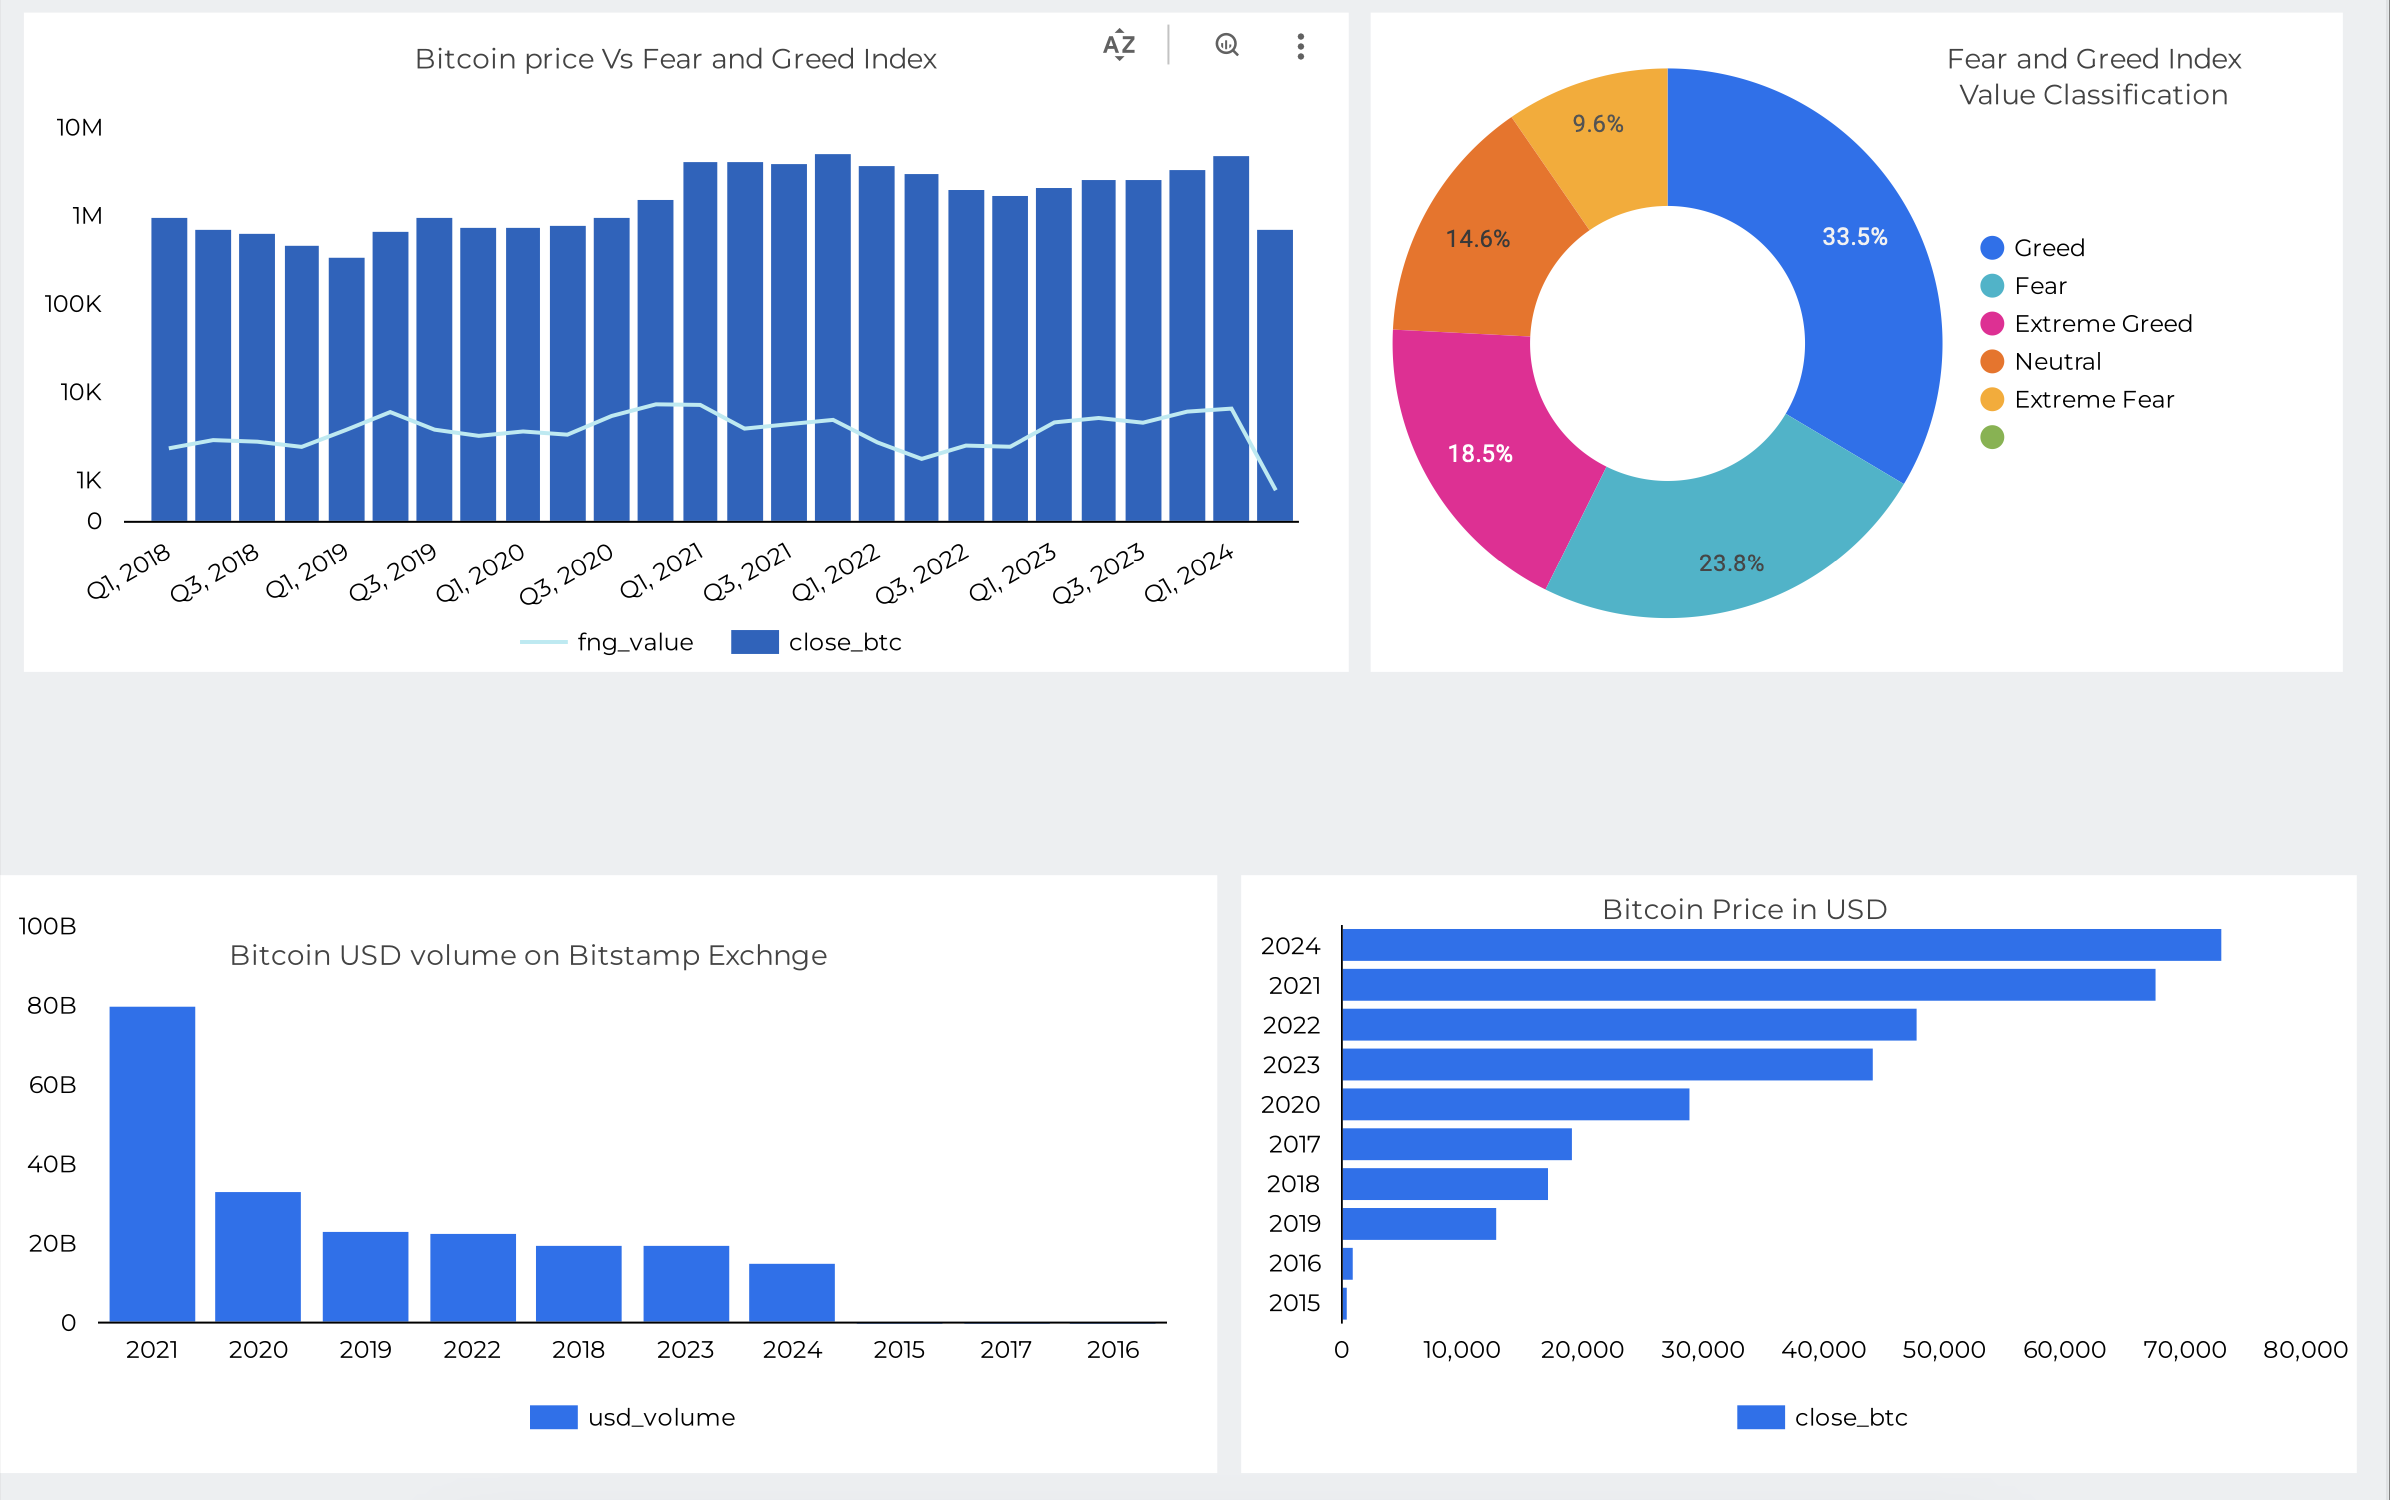 Bitcoin price Vs Fear and Greed Index
AZ
10M
1M
100K
10K
1K
0
Q1, 2018
Q3, 2018
Q1, 2019
Q3, 2019
Q1, 2020
Q3, 2020
Q1, 2021
Q3, 2021
Q1, 2022
Q3, 2022
Q1, 2023
Q3, 2023
Q1, 2024
fng_value
close_btc
Fear and Greed Index
Value Classification
9.6%
33.5%
14.6%
18.5%
23.8%
Greed
Fear
Extreme Greed
Neutral
Extreme Fear
Bitcoin USD volume on Bitstamp Exchnge
100B
80B
60B
40B
20B
0
2021
2020
2019
2022
2018
2023
2024
2015
2017
2016
usd_volume
Bitcoin Price in USD
2024
2021
2022
2023
2020
2017
2018
2019
2016
2015
0
10,000
20,000
30,000
40,000
50,000
60,000
70,000
80,000
close_btc